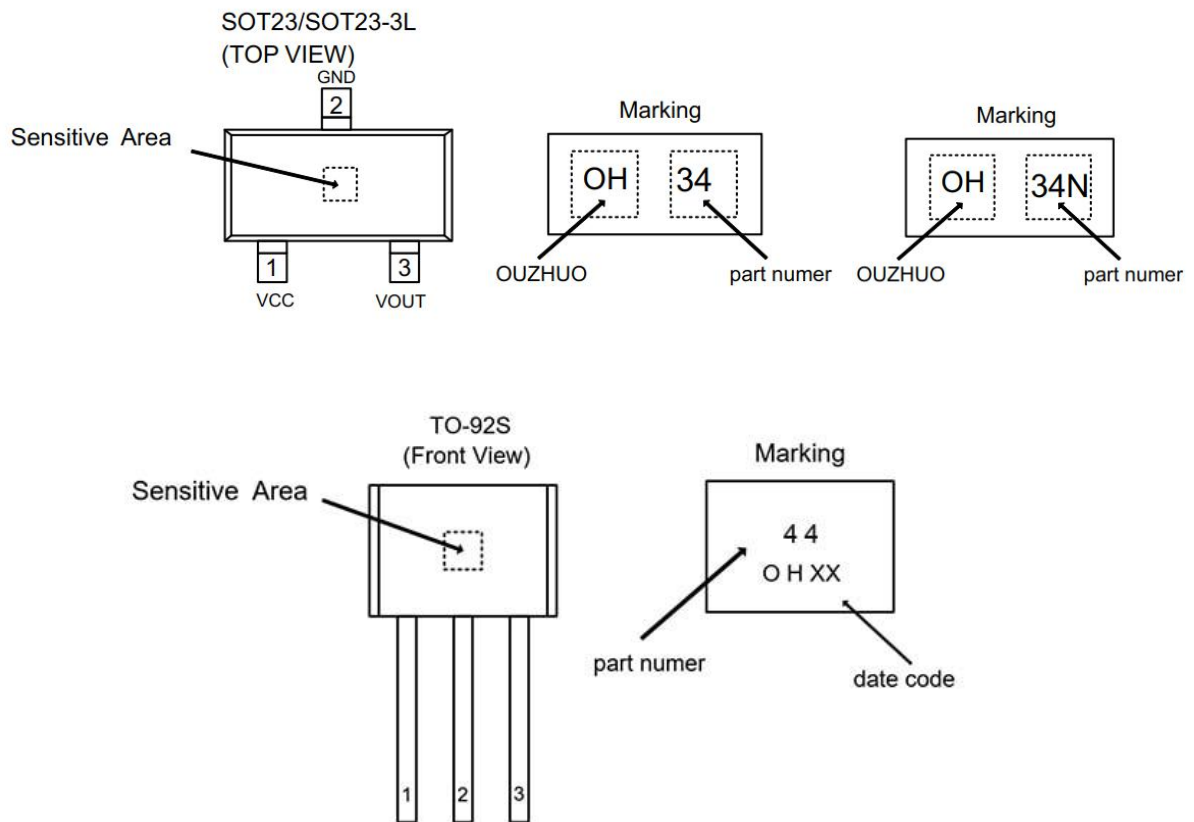 SOT23/SOT23-3L
(TOP VIEW)
GND
2
Sensitive Area
1
3
VCC
VOUT
Marking
OH
34
OUZHUO
part numer
Marking
OH
34N
OUZHUO
part numer
TO-92S
(Front View)
Sensitive Area
1
2
3
Marking
4 4
O H XX
part numer
date code